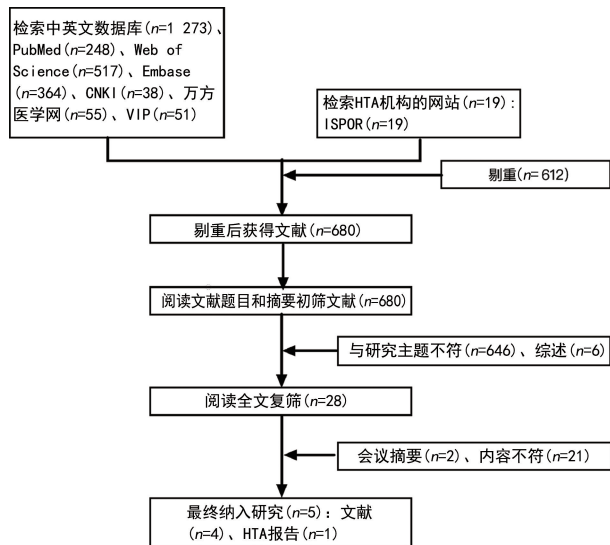 检索中英文数据库(n=1 273)、
PubMed(n=248)、Web of
Science(n=517)、Embase
(n=364)、CNKI(n=38)、万方
医学网(n=55)、VIP(n=51)
检索HTA机构的网站(n=19):
ISPOR(n=19)
剔重(n=612)
剔重后获得文献(n=680)
阅读文献题目和摘要初筛文献(n=680)
与研究主题不符(n=646)、综述(n=6)
阅读全文复筛(n=28)
会议摘要(n=2)、内容不符(n=21)
最终纳入研究(n=5)：文献
(n=4)、HTA报告(n=1)